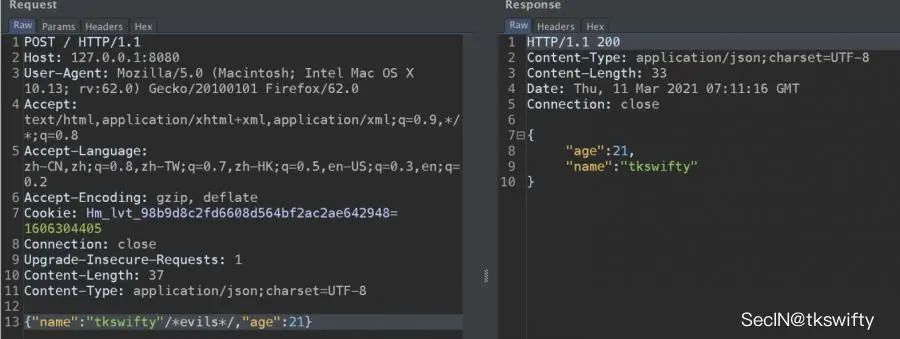 Request
Raw Params Headers Hex
1 POST / HTTP/1.1
2 Host: 127.0.0.1:8080
3 User-Agent: Mozilla/5.0 (Macintosh; Intel Mac OS X
10.13; rv:62.0) Gecko/20100101 Firefox/62.0
4 Accept:
text/html,application/xhtml+xml,application/xml;q=0.9,*/
*;q=0.8
5 Accept-Language:
zh-CN,zh;q=0.8,zh-TW;q=0.7,zh-HK;q=0.5,en-US;q=0.3,en;q=
0.2
6 Accept-Encoding: gzip, deflate
7 Cookie: Hm_lvt_98b9d8c2fd6608d564bf2ac2ae642948=
1606304405
8 Connection: close
9 Upgrade-Insecure-Requests: 1
10 Content-Length: 37
11 Content-Type: application/json;charset=UTF-8
12
13 {"name":"tkswifty"/*evils*/,"age":21}
Response
Raw Headers Hex
1 HTTP/1.1 200
2 Content-Type: application/json;charset=UTF-8
3 Content-Length: 33
4 Date: Thu, 11 Mar 2021 07:11:16 GMT
5 Connection: close
6
7 {
8 "age":21,
9 "name":"tkswifty"
10 }
SecIN@tkswifty